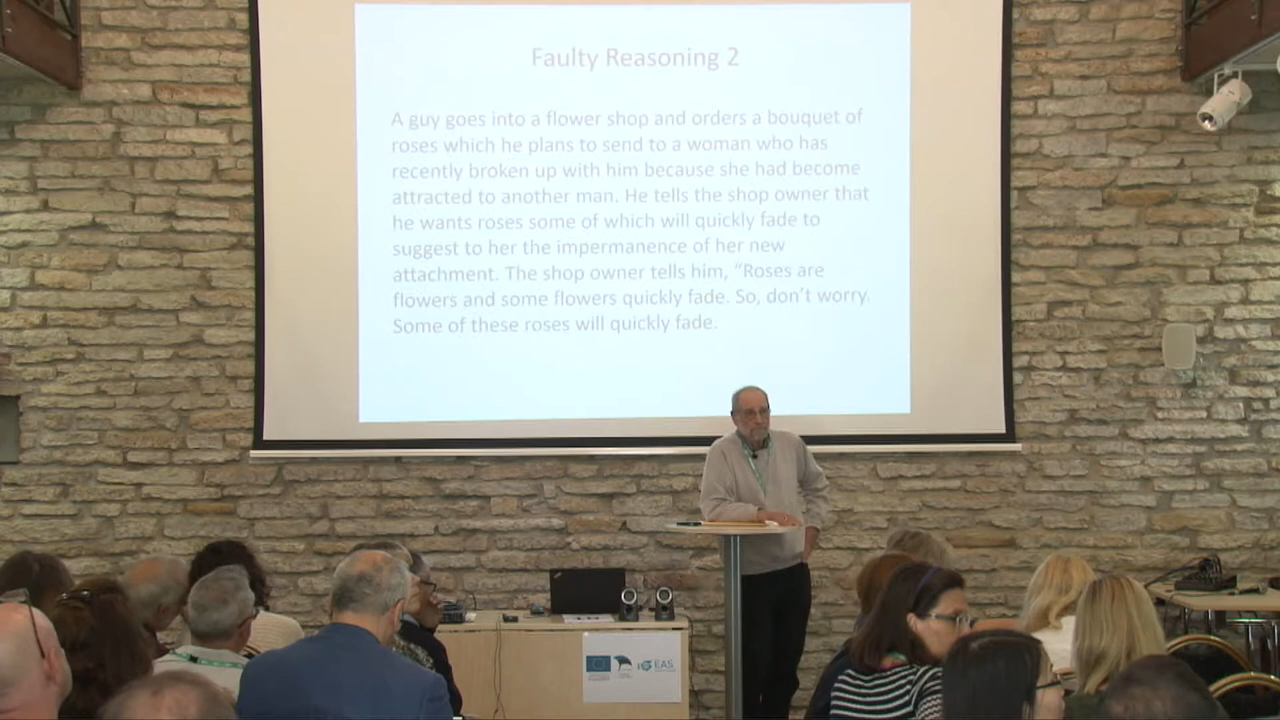 Faulty Reasoning 2
A guy goes into a flower shop and orders a bouquet of
roses which he plans to send to a woman who has
recently broken up with him because she had become
attracted to another man. He tells the shop owner that
he wants roses some of which will quickly fade to
suggest to her the impermanence of her new
attachment. The shop owner tells him, “Roses are
flowers and some flowers quickly fade. So, don’t worry.
Some of these roses will quickly fade.
EAS